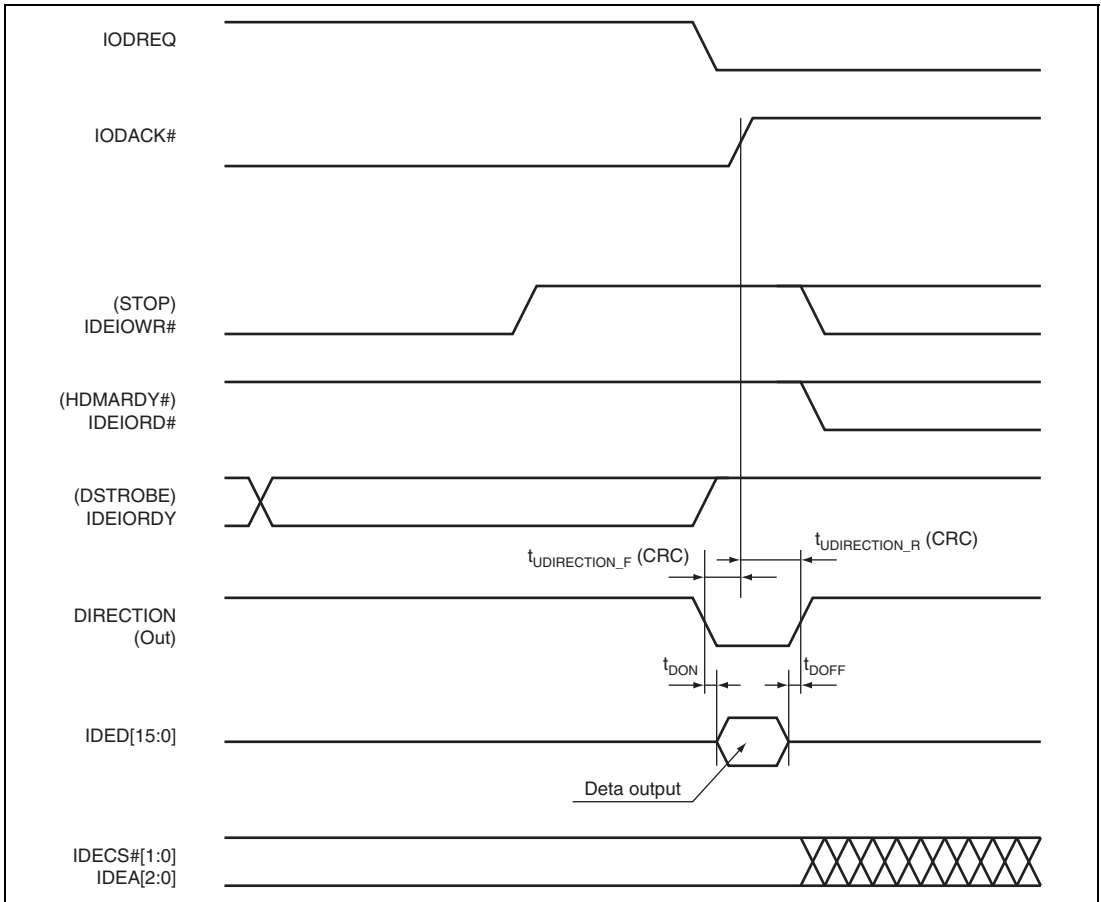 IODREQ
IODACK#
(STOP)
IDEIOWR#
(HDMARDY#)
IDEIORD#
(DSTROBE)
IDEIORDY
tUDIRECTION_F (CRC)
tUDIRECTION_R (CRC)
DIRECTION
(Out)
tDON
tDOFF
IDED[15:0]
Deta output
IDECS#[1:0]
IDEA[2:0]